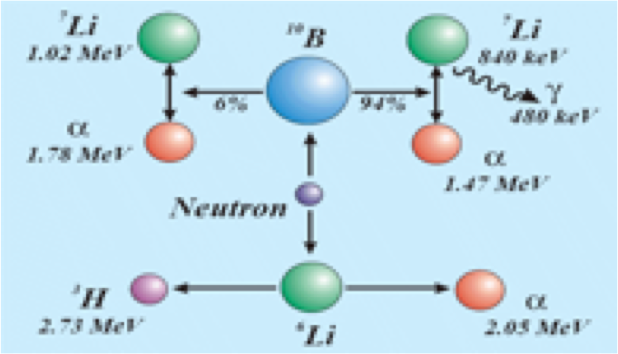 ⁷Li
1.02 MeV
¹⁰B
⁷Li
840 keV
6%
94%
γ
480 keV
α
1.78 MeV
α
1.47 MeV
Neutron
³H
2.73 MeV
⁶Li
α
2.05 MeV